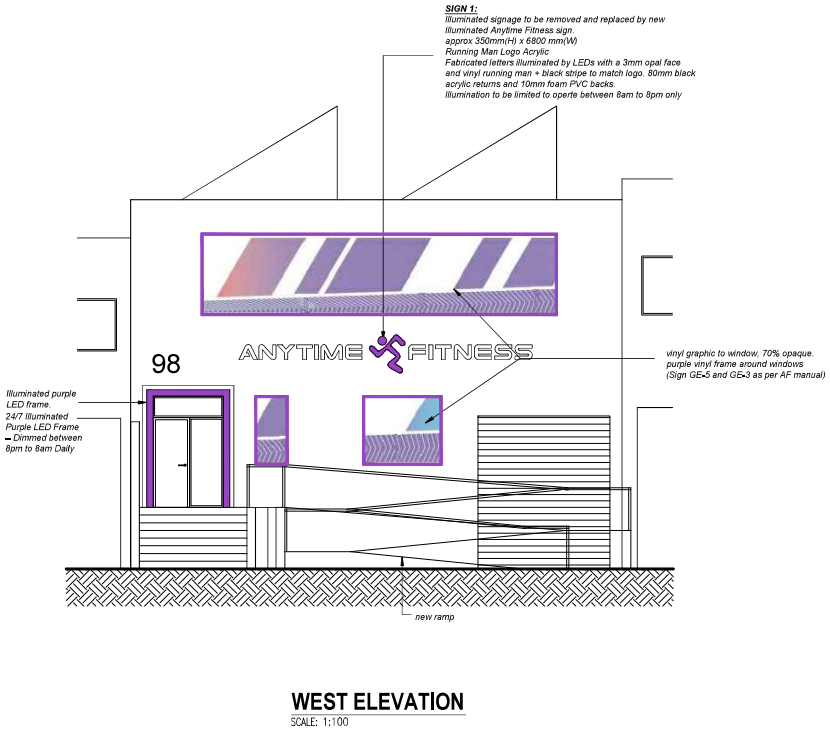 SIGN 1:
Illuminated signage to be removed and replaced by new
Illuminated Anytime Fitness sign.
approx 350mm(H) x 6800 mm(W)
Running Man Logo Acrylic
Fabricated letters illuminated by LEDs with a 3mm opal face
and vinyl running man + black stripe to match logo. 80mm black
acrylic returns and 10mm foam PVC backs.
Illumination to be limited to operte between 8am to 8pm only
ANYTIME FITNESS
98
vinyl graphic to window, 70% opaque.
purple vinyl frame around windows
(Sign GE-5 and GE-3 as per AF manual)
Illuminated purple
LED frame.
24/7 Illuminated
Purple LED Frame
– Dimmed between
8pm to 8am Daily
new ramp
WEST ELEVATION
SCALE: 1:100